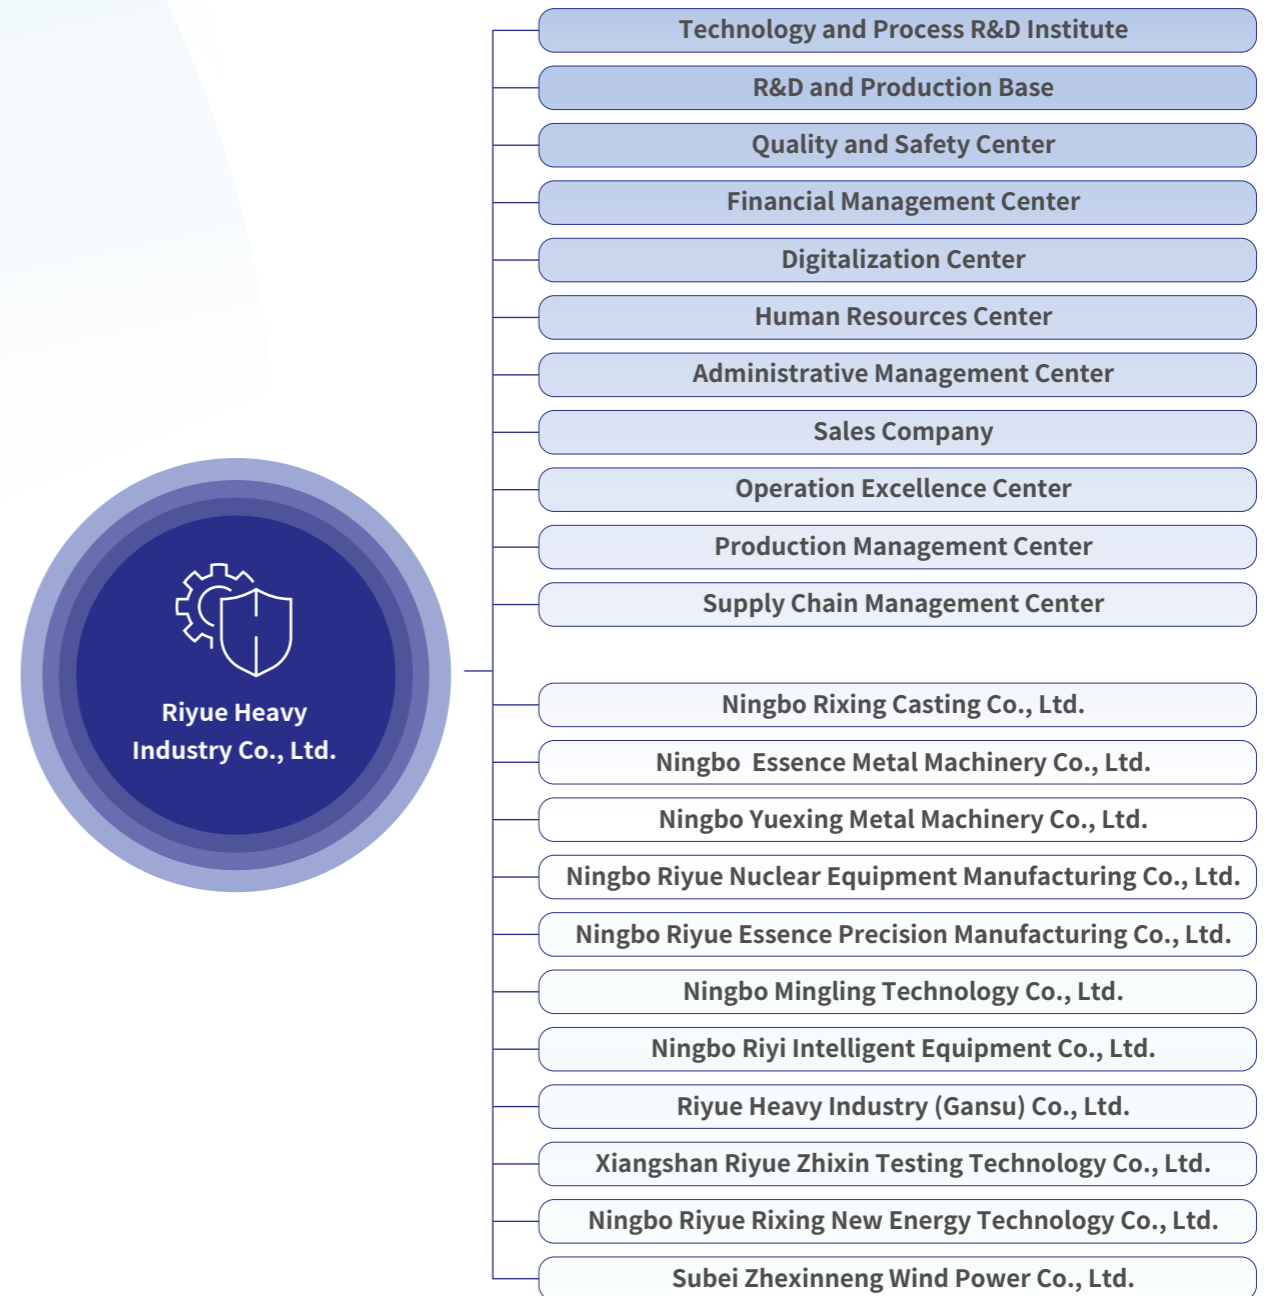 Technology and Process R&D Institute
R&D and Production Base
Quality and Safety Center
Financial Management Center
Digitalization Center
Human Resources Center
Administrative Management Center
Sales Company
Operation Excellence Center
Production Management Center
Supply Chain Management Center
Riyue Heavy
Industry Co., Ltd.
Ningbo Rixing Casting Co., Ltd.
Ningbo  Essence Metal Machinery Co., Ltd.
Ningbo Yuexing Metal Machinery Co., Ltd.
Ningbo Riyue Nuclear Equipment Manufacturing Co., Ltd.
Ningbo Riyue Essence Precision Manufacturing Co., Ltd.
Ningbo Mingling Technology Co., Ltd.
Ningbo Riyi Intelligent Equipment Co., Ltd.
Riyue Heavy Industry (Gansu) Co., Ltd.
Xiangshan Riyue Zhixin Testing Technology Co., Ltd.
Ningbo Riyue Rixing New Energy Technology Co., Ltd.
Subei Zhexinneng Wind Power Co., Ltd.